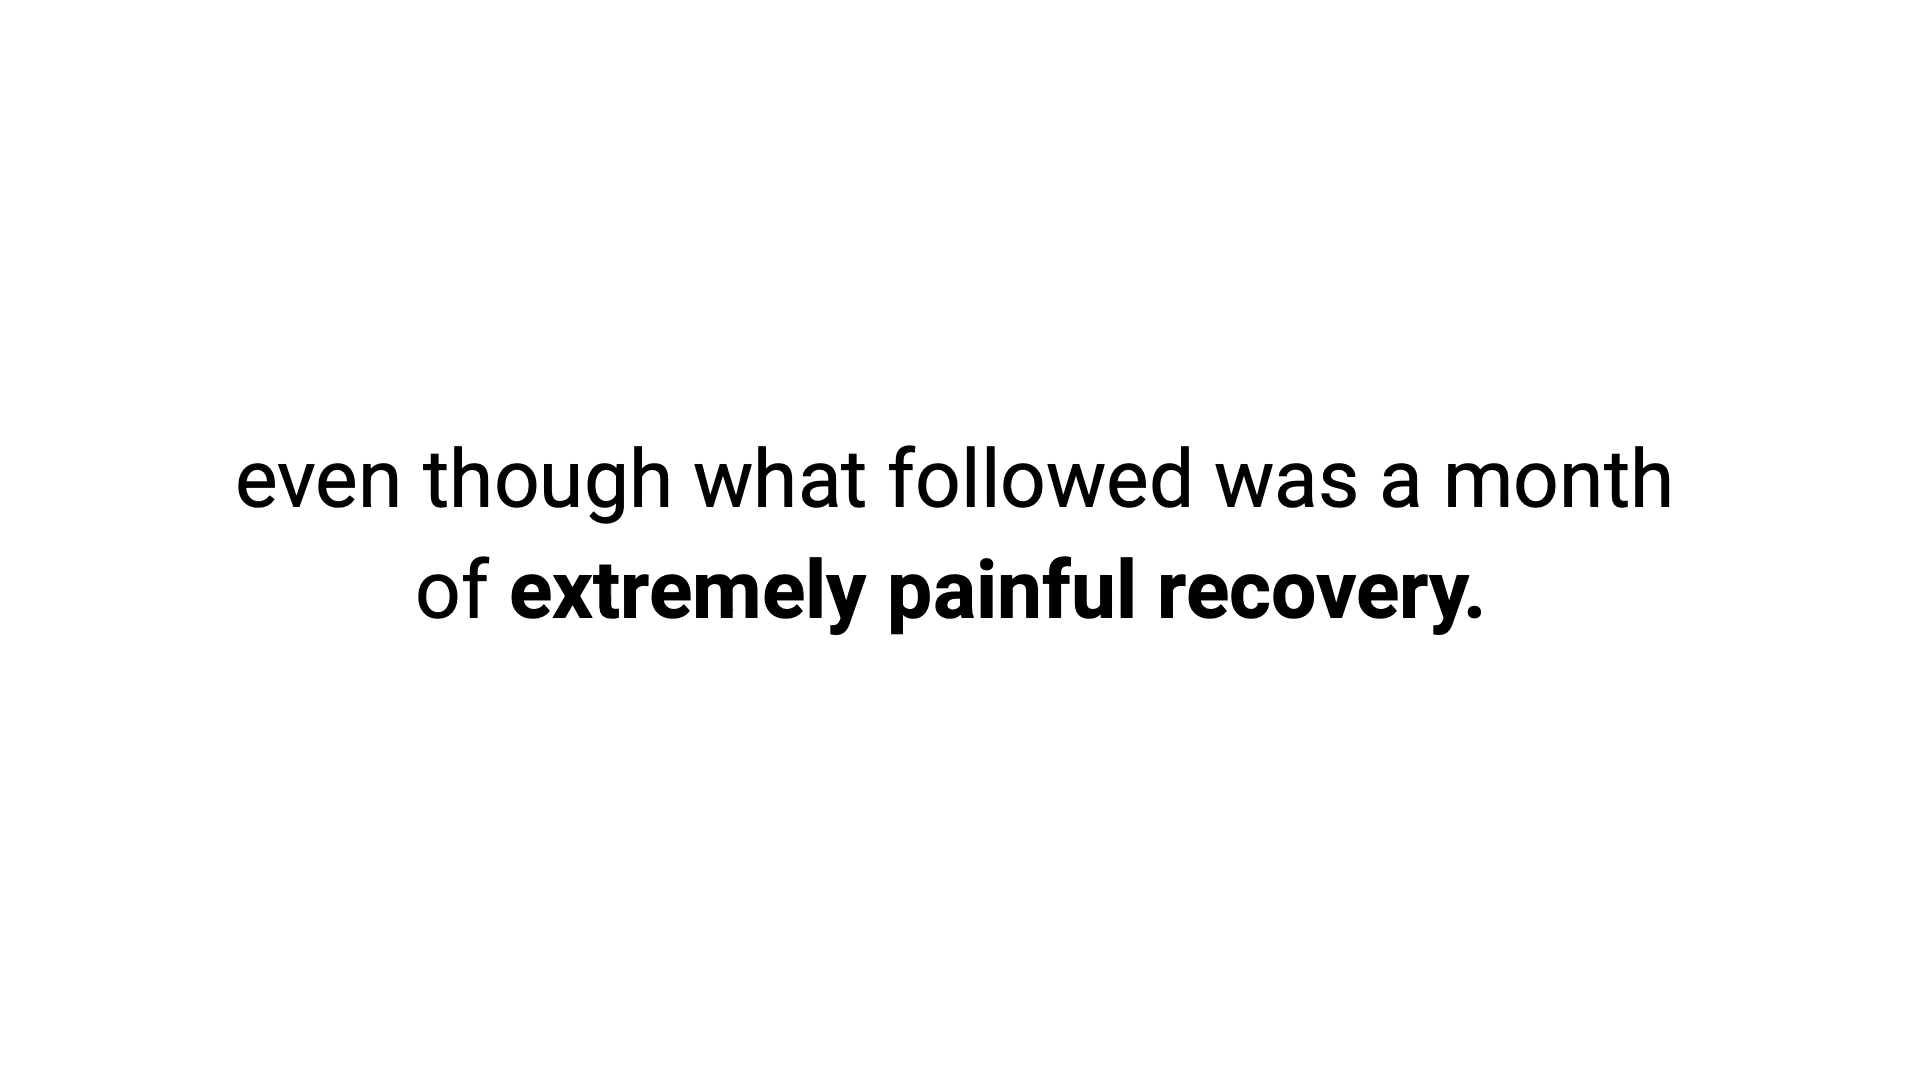 even though what followed was a month
of extremely painful recovery.